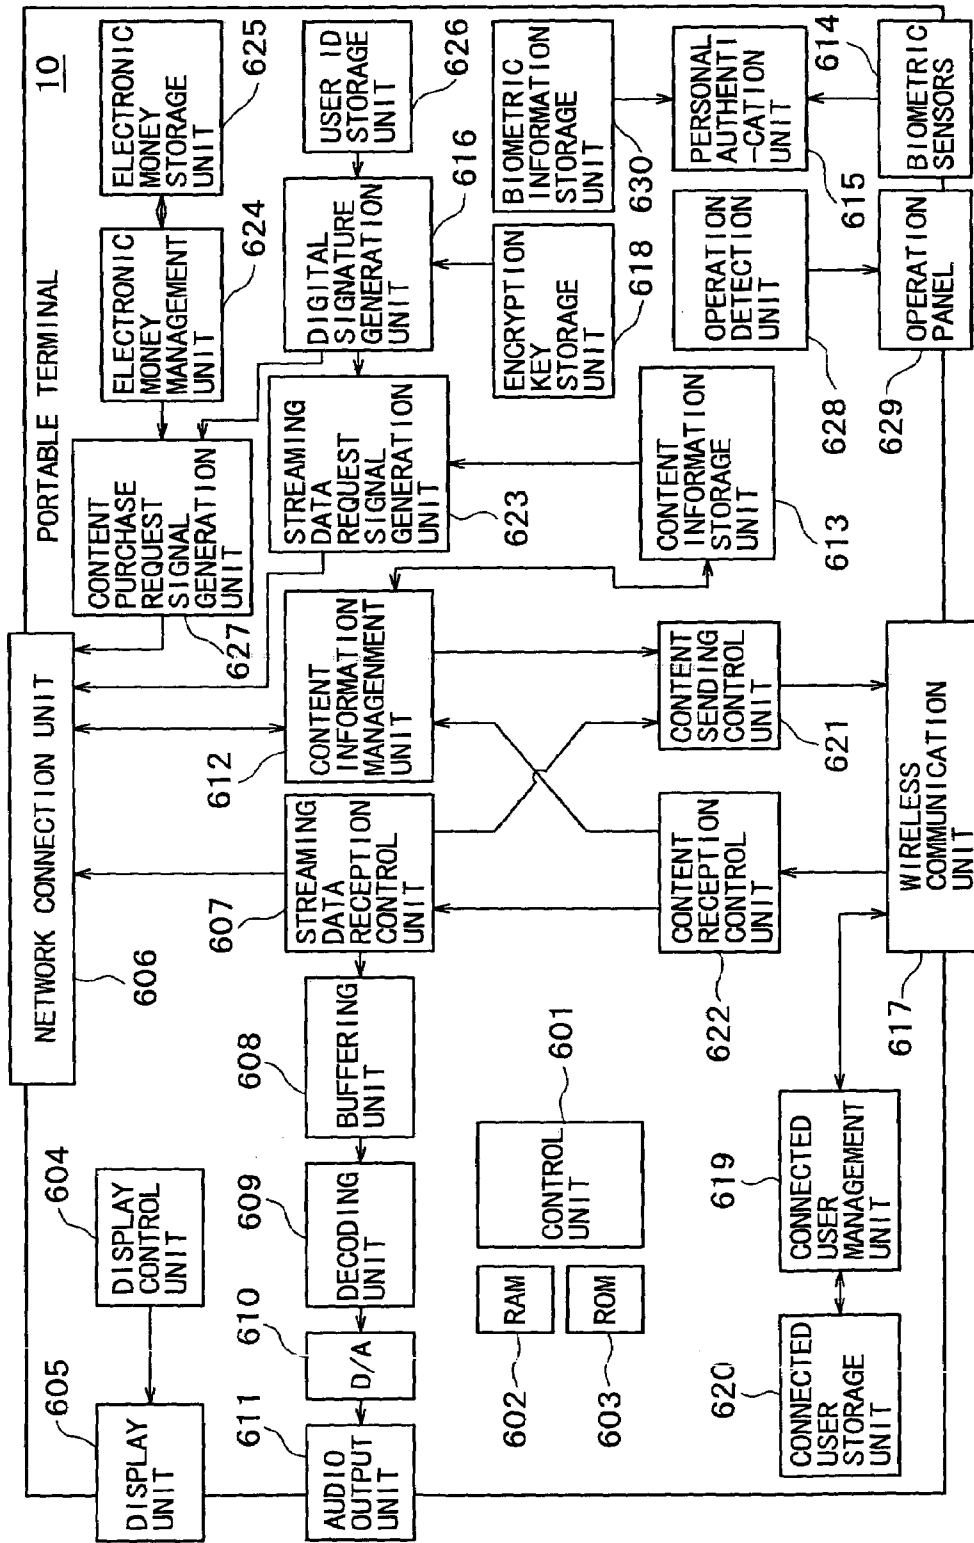 PORTABLE TERMINAL
10
605
DISPLAY
UNIT
604
DISPLAY
CONTROL
UNIT
NETWORK CONNECTION UNIT
606
CONTENT
PURCHASE
REQUEST
SIGNAL
GENERATION
UNIT
627
ELECTRONIC
MONEY
MANAGEMENT
UNIT
624
ELECTRONIC
MONEY
STORAGE
UNIT
625
611
AUDIO
OUTPUT
UNIT
610
D/A
609
DECODING
UNIT
608
BUFFERING
UNIT
607
STREAMING
DATA
RECEPTION
CONTROL
UNIT
612
CONTENT
INFORMATION
MANAGENMENT
UNIT
STREAMING
DATA
REQUEST
SIGNAL
GENERATION
UNIT
623
DIGITAL
SIGNATURE
GENERATION
UNIT
616
USER ID
STORAGE
UNIT
626
601
CONTROL
UNIT
RAM
602
ROM
603
ENCRYPTION
KEY
STORAGE
UNIT
618
BIOMETRIC
INFORMATION
STORAGE
UNIT
630
CONTENT
RECEPTION
CONTROL
UNIT
622
CONTENT
SENDING
CONTROL
UNIT
621
CONTENT
INFORMATION
STORAGE
UNIT
613
OPERATION
DETECTION
UNIT
628
PERSONAL
AUTHENTI
-CATION
UNIT
615
620
CONNECTED
USER
STORAGE
UNIT
619
CONNECTED
USER
MANAGEMENT
UNIT
617
WIRELESS
COMMUNICATION
UNIT
629
OPERATION
PANEL
614
BIOMETRIC
SENSORS